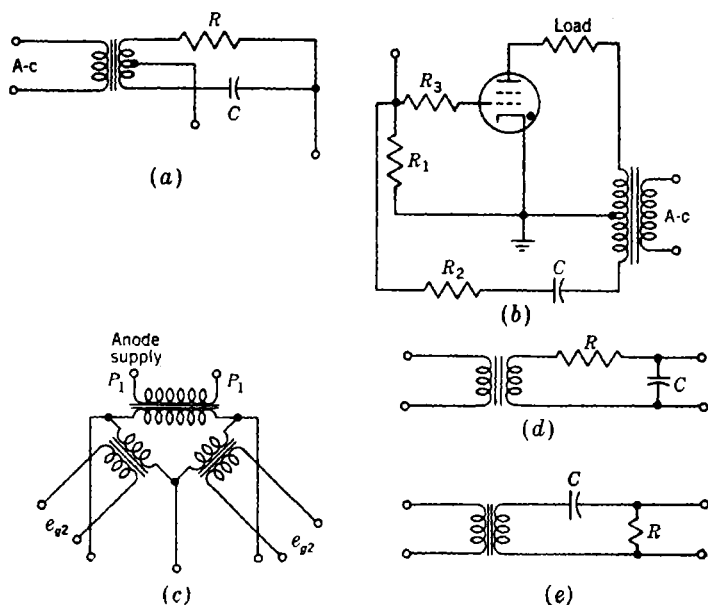 R
A-c
C
(a)
Load
R3
R1
A-c
R2
C
(b)
Anode
supply
P1 P1
eg2 eg2
(c)
R
C
(d)
C
R
(e)